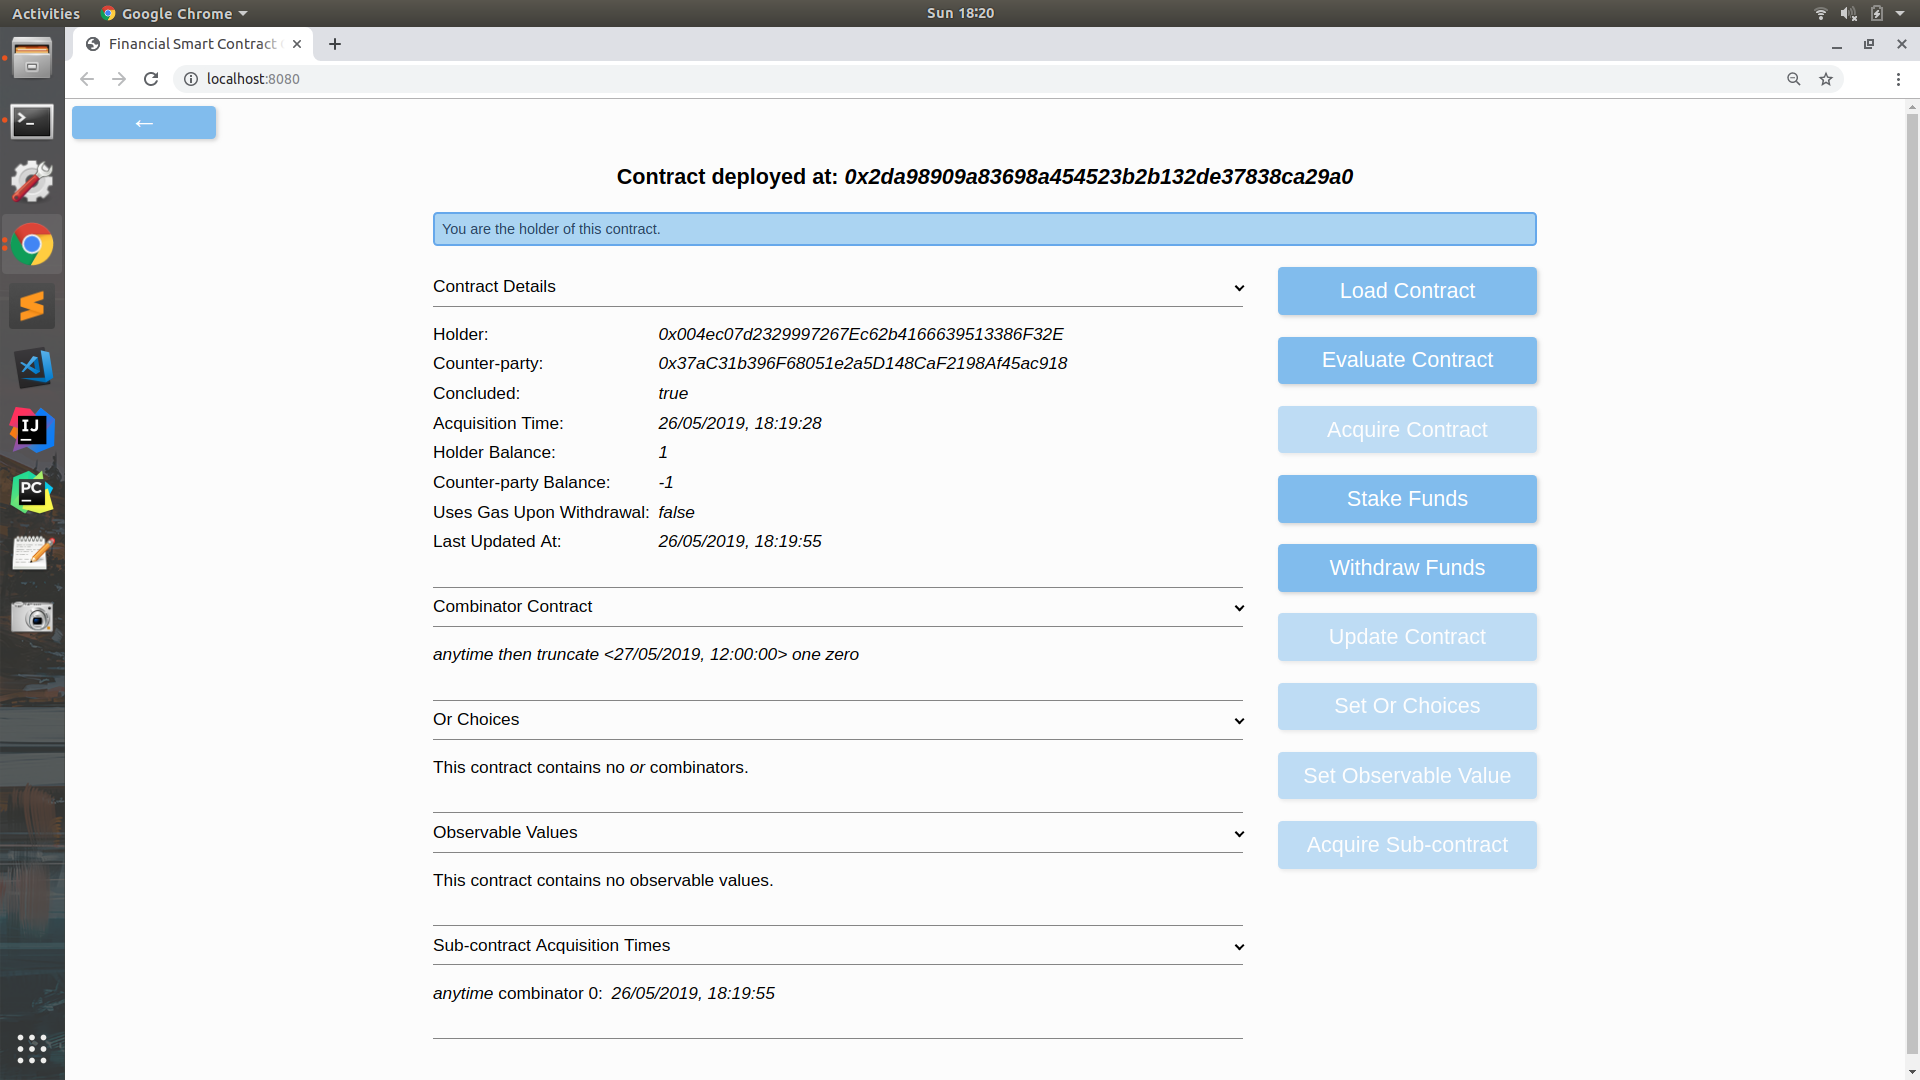 Activities
Google Chrome
Sun 18:20
Financial Smart Contract
localhost:8080
←
Contract deployed at: 0x2da98909a83698a454523b2b132de37838ca29a0
You are the holder of this contract.
Contract Details
Holder: 0x004ec07d2329997267Ec62b4166639513386F32E
Counter-party: 0x37aC31b396F68051e2a5D148CaF2198Af45ac918
Concluded: true
Acquisition Time: 26/05/2019, 18:19:28
Holder Balance: 1
Counter-party Balance: -1
Uses Gas Upon Withdrawal: false
Last Updated At: 26/05/2019, 18:19:55
Combinator Contract
anytime then truncate <27/05/2019, 12:00:00> one zero
Or Choices
This contract contains no or combinators.
Observable Values
This contract contains no observable values.
Sub-contract Acquisition Times
anytime combinator 0: 26/05/2019, 18:19:55
Load Contract
Evaluate Contract
Acquire Contract
Stake Funds
Withdraw Funds
Update Contract
Set Or Choices
Set Observable Value
Acquire Sub-contract
IJ
PC